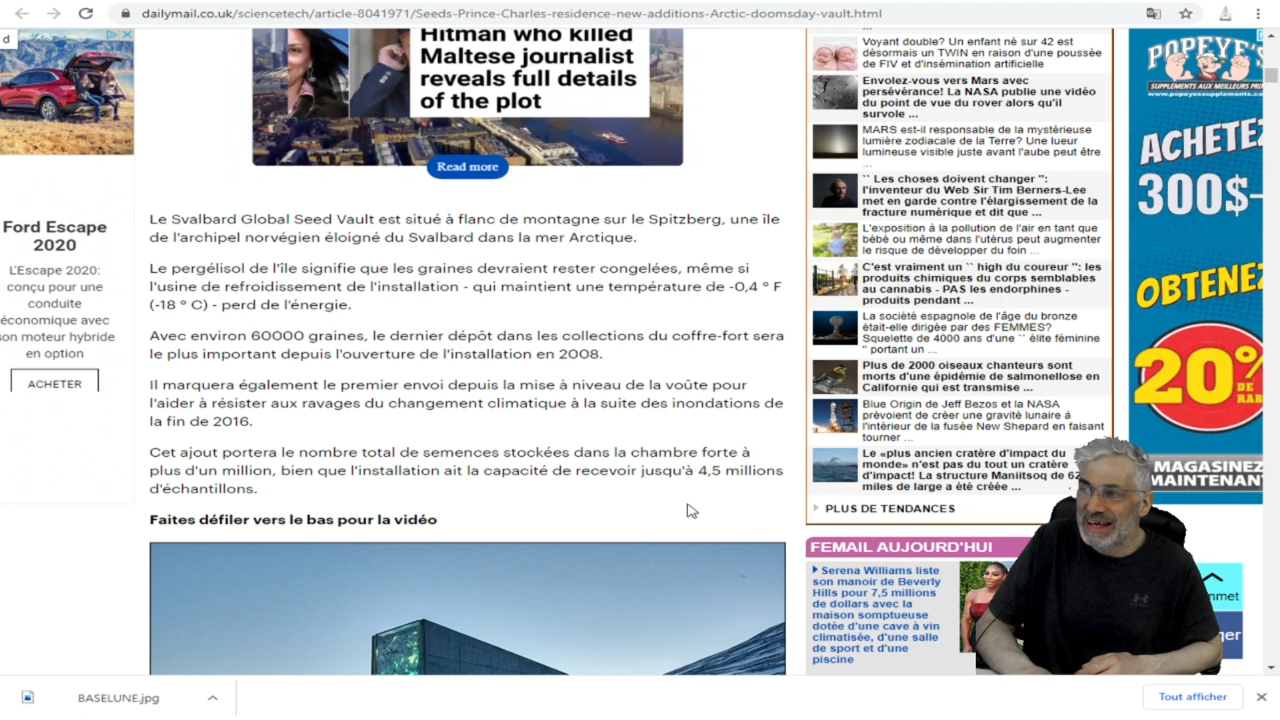 dailymail.co.uk/sciencetech/article-8041971/Seeds-Prince-Charles-residence-new-additions-Arctic-doomsday-vault.html
d
Ford Escape
2020
L'Escape 2020:
conçu pour une
conduite
économique avec
son moteur hybride
en option
ACHETER
Hitman who killed
Maltese journalist
reveals full details
of the plot
Read more
Le Svalbard Global Seed Vault est situé à flanc de montagne sur le Spitzberg, une île
de l'archipel norvégien éloigné du Svalbard dans la mer Arctique.
Le pergélisol de l'île signifie que les graines devraient rester congelées, même si
l'usine de refroidissement de l'installation - qui maintient une température de -0,4 ° F
(-18 ° C) - perd de l'énergie.
Avec environ 60000 graines, le dernier dépôt dans les collections du coffre-fort sera
le plus important depuis l'ouverture de l'installation en 2008.
Il marquera également le premier envoi depuis la mise à niveau de la voûte pour
l'aider à résister aux ravages du changement climatique à la suite des inondations de
la fin de 2016.
Cet ajout portera le nombre total de semences stockées dans la chambre forte à
plus d'un million, bien que l'installation ait la capacité de recevoir jusqu'à 4,5 millions
d'échantillons.
Faites défiler vers le bas pour la vidéo
...
Voyant double? Un enfant né sur 42 est
désormais un TWIN en raison d'une poussée
de FIV et d'insémination artificielle
Envolez-vous vers Mars avec
persévérance! La NASA publie une vidéo
du point de vue du rover alors qu'il
survole ...
MARS est-il responsable de la mystérieuse
lumière zodiacale de la Terre? Une lueur
lumineuse visible juste avant l'aube peut être
...
`` Les choses doivent changer '':
l'inventeur du Web Sir Tim Berners-Lee
met en garde contre l'élargissement de la
fracture numérique et dit que ...
L'exposition à la pollution de l'air en tant que
bébé ou même dans l'utérus peut augmenter
le risque de développer du foin ...
C'est vraiment un `` high du coureur '': les
produits chimiques du corps semblables
au cannabis - PAS les endorphines -
produits pendant ...
La société espagnole de l'âge du bronze
était-elle dirigée par des FEMMES?
Squelette de 4000 ans d'une `` élite féminine
'' portant un ...
Plus de 2000 oiseaux chanteurs sont
morts d'une épidémie de salmonellose en
Californie qui est transmise ...
Blue Origin de Jeff Bezos et la NASA
prévoient de créer une gravité lunaire à
l'intérieur de la fusée New Shepard en faisant
tourner ...
Le «plus ancien cratère d'impact du
monde» n'est pas du tout un cratère
d'impact! La structure Maniitsoq de 62
miles de large a été créée ...
PLUS DE TENDANCES
FEMAIL AUJOURD'HUI
Serena Williams liste
son manoir de Beverly
Hills pour 7,5 millions
de dollars avec la
maison somptueuse
dotée d'une cave à vin
climatisée, d'une salle
de sport et d'une
piscine
POPEYE'S
SUPPLÉMENTS AUX MEILLEURS PRIX
www.popeyessupplements.com
ACHETEZ
300$
OBTENEZ
20%
DE
RAB
MAGASINEZ
MAINTENANT
BASELUNE.jpg
Tout afficher